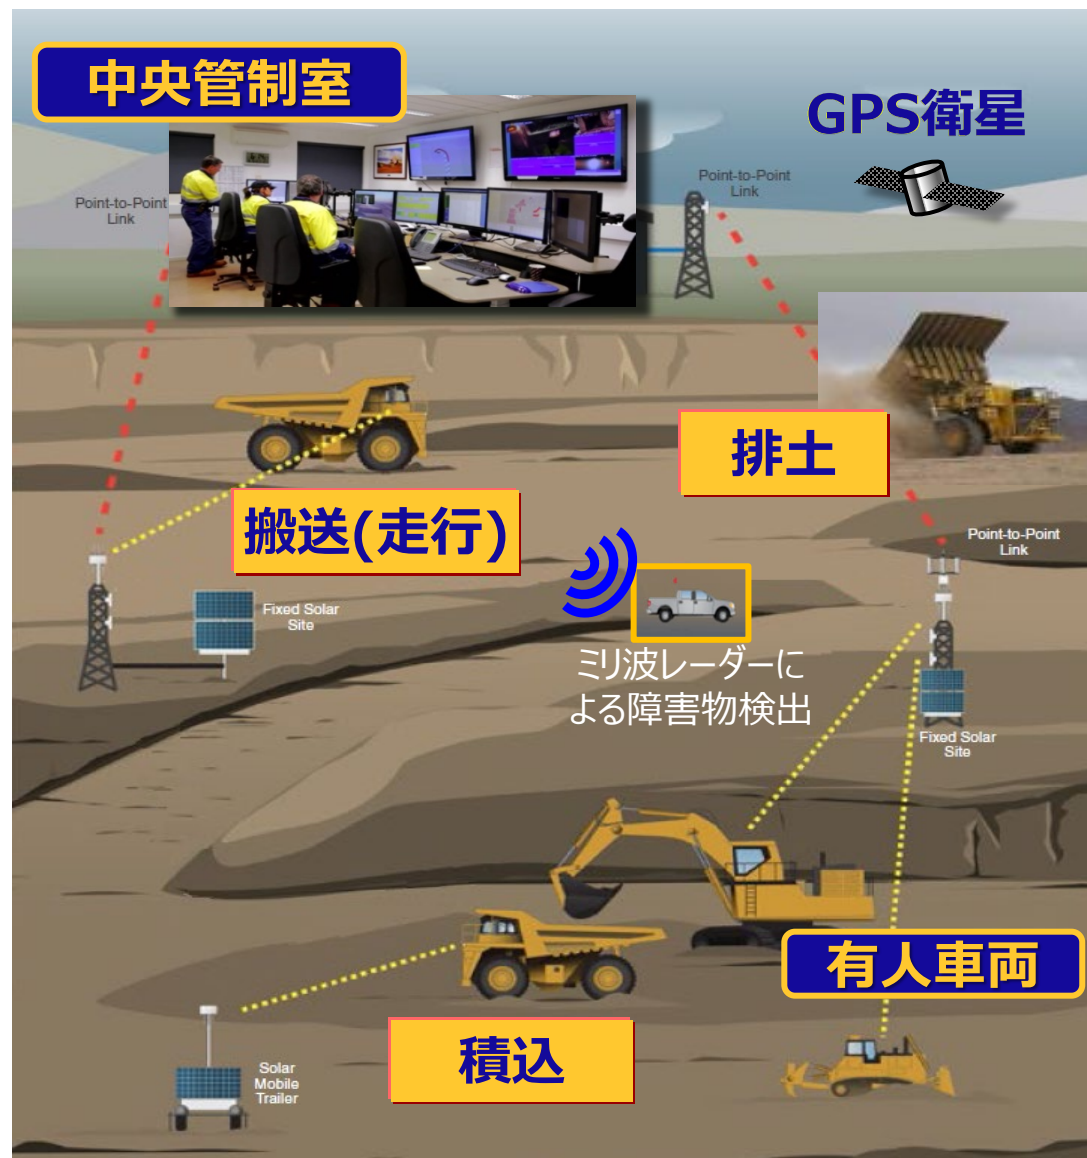 中央管制室
GPS衛星
Point-to-Point
Link
Point-to-Point
Link
排土
搬送(走行)
Point-to-Point
Link
Fixed Solar
Site
ミリ波レーダーに
よる障害物検出
Fixed Solar
Site
有人車両
積込
Solar
Mobile
Trailer